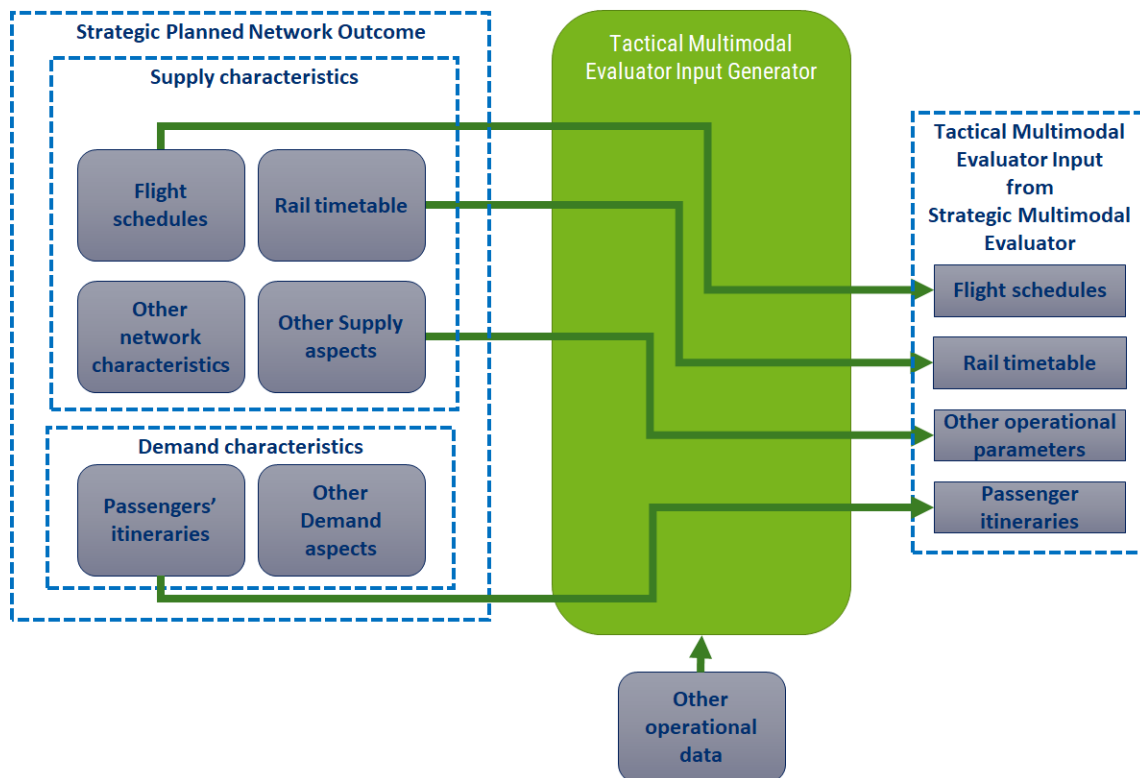 Strategic Planned Network Outcome
Supply characteristics
Flight
schedules
Rail timetable
Other
network
characteristics
Other Supply
aspects
Demand characteristics
Passengers’
itineraries
Other
Demand
aspects
Tactical Multimodal
Evaluator Input Generator
Other
operational
data
Tactical Multimodal
Evaluator Input
from
Strategic Multimodal
Evaluator
Flight schedules
Rail timetable
Other operational
parameters
Passenger
itineraries